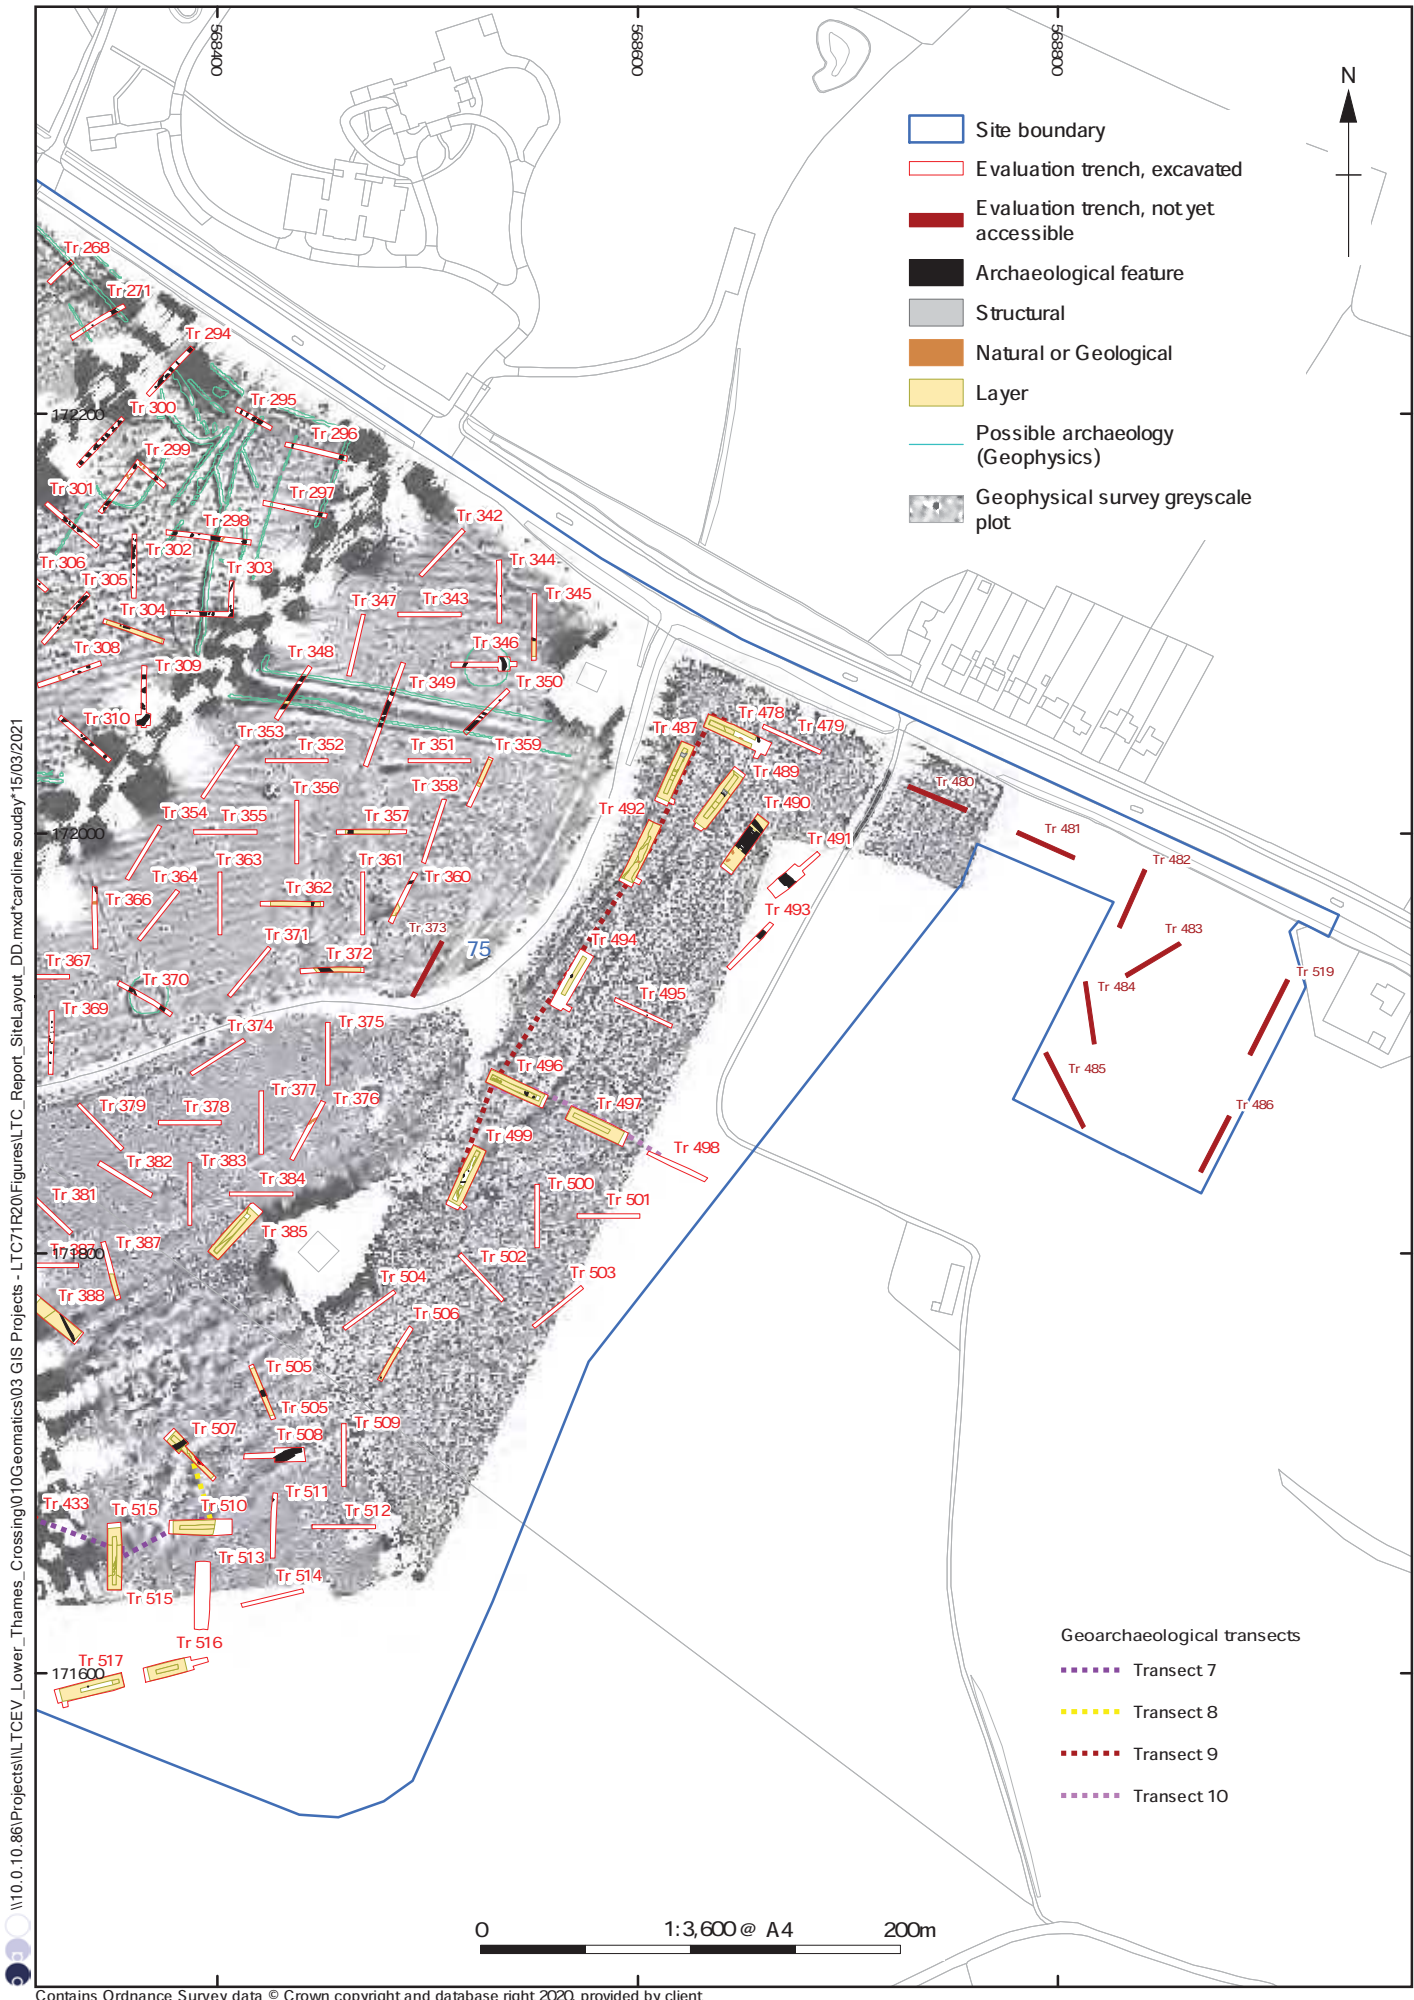 568400
568600
568800
N
Site boundary
Evaluation trench, excavated
Evaluation trench, not yet
accessible
Archaeological feature
Structural
Natural or Geological
Layer
Possible archaeology
(Geophysics)
Geophysical survey greyscale
plot
Tr 268
Tr 271
Tr 294
Tr 300
172200
Tr 295
Tr 299
Tr 296
Tr 301
Tr 297
Tr 298
Tr 302
Tr 342
Tr 306
Tr 305
Tr 303
Tr 344
Tr 304
Tr 347
Tr 343
Tr 345
Tr 308
Tr 309
Tr 348
Tr 346
Tr 349
Tr 350
Tr 310
Tr 353
Tr 352
Tr 351
Tr 359
Tr 487
Tr 478
Tr 479
Tr 489
Tr 480
Tr 356
Tr 358
Tr 354
Tr 355
Tr 357
Tr 492
Tr 490
172000
Tr 481
Tr 491
Tr 482
Tr 363
Tr 361
Tr 364
Tr 362
Tr 360
Tr 366
Tr 493
Tr 483
Tr 371
Tr 373
75
Tr 494
Tr 367
Tr 372
Tr 370
Tr 484
Tr 519
Tr 495
Tr 369
Tr 374
Tr 375
Tr 485
Tr 496
Tr 377
Tr 376
Tr 379
Tr 378
Tr 497
Tr 486
Tr 499
Tr 498
Tr 382
Tr 383
Tr 384
Tr 500
Tr 501
Tr 381
Tr 385
Tr 387
Tr 387
171800
Tr 502
Tr 503
Tr 504
Tr 388
Tr 506
Tr 505
Tr 505
Tr 507
Tr 508
Tr 509
Tr 433
Tr 515
Tr 510
Tr 511
Tr 512
Tr 513
Tr 514
Tr 515
Tr 516
Tr 517
171600
Geoarchaeological transects
Transect 7
Transect 8
Transect 9
Transect 10
0
1:3,600 @ A4
200m
\\10.0.10.86\Projects\l\LTCEV_Lower_Thames_Crossing\010Geomatics\03 GIS Projects - LTC71R20\Figures\LTC_Report_SiteLayout_DD.mxd*caroline.souday*15/03/2021
Contains Ordnance Survey data © Crown copyright and database right 2020, provided by client